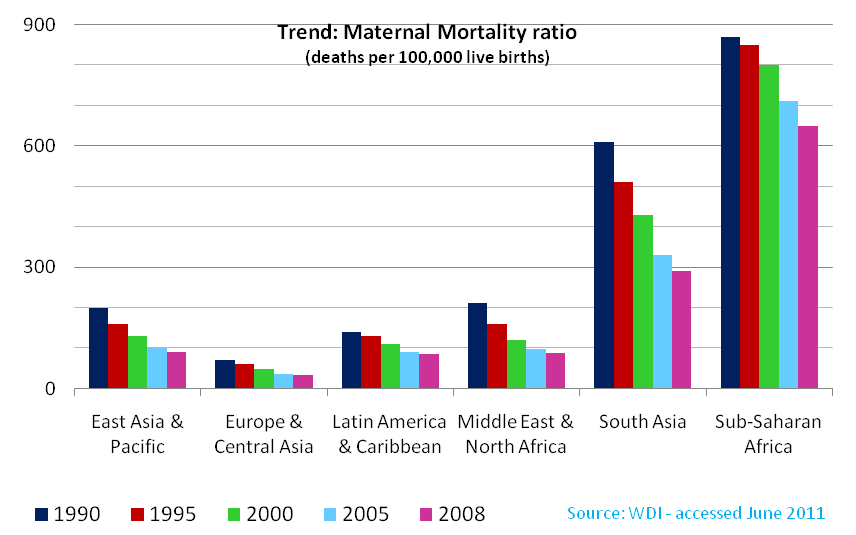 Trend: Maternal Mortality ratio
(deaths per 100,000 live births)
900
600
300
0
East Asia &
Pacific
Europe &
Central Asia
Latin America
& Caribbean
Middle East &
North Africa
South Asia
Sub-Saharan
Africa
1990 1995 2000 2005 2008
Source: WDI - accessed June 2011